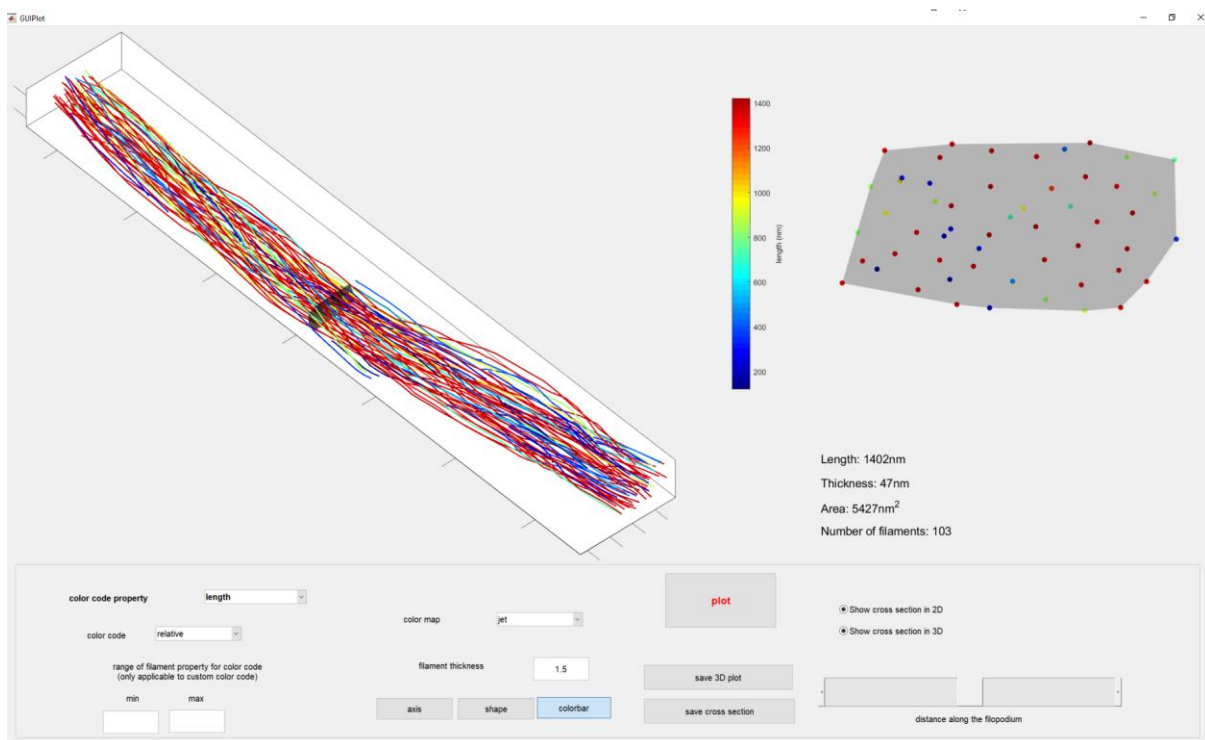 GUIPlot
1400
1200
1000
800
600
400
200
length (nm)
Length: 1402nm
Thickness: 47nm
Area: 5427nm²
Number of filaments: 103
color code property
length
color code
relative
range of filament property for color code
(only applicable to custom color code)
min
max
color map
jet
filament thickness
1.5
axis
shape
colorbar
plot
save 3D plot
save cross section
Show cross section in 2D
Show cross section in 3D
distance along the filopodium